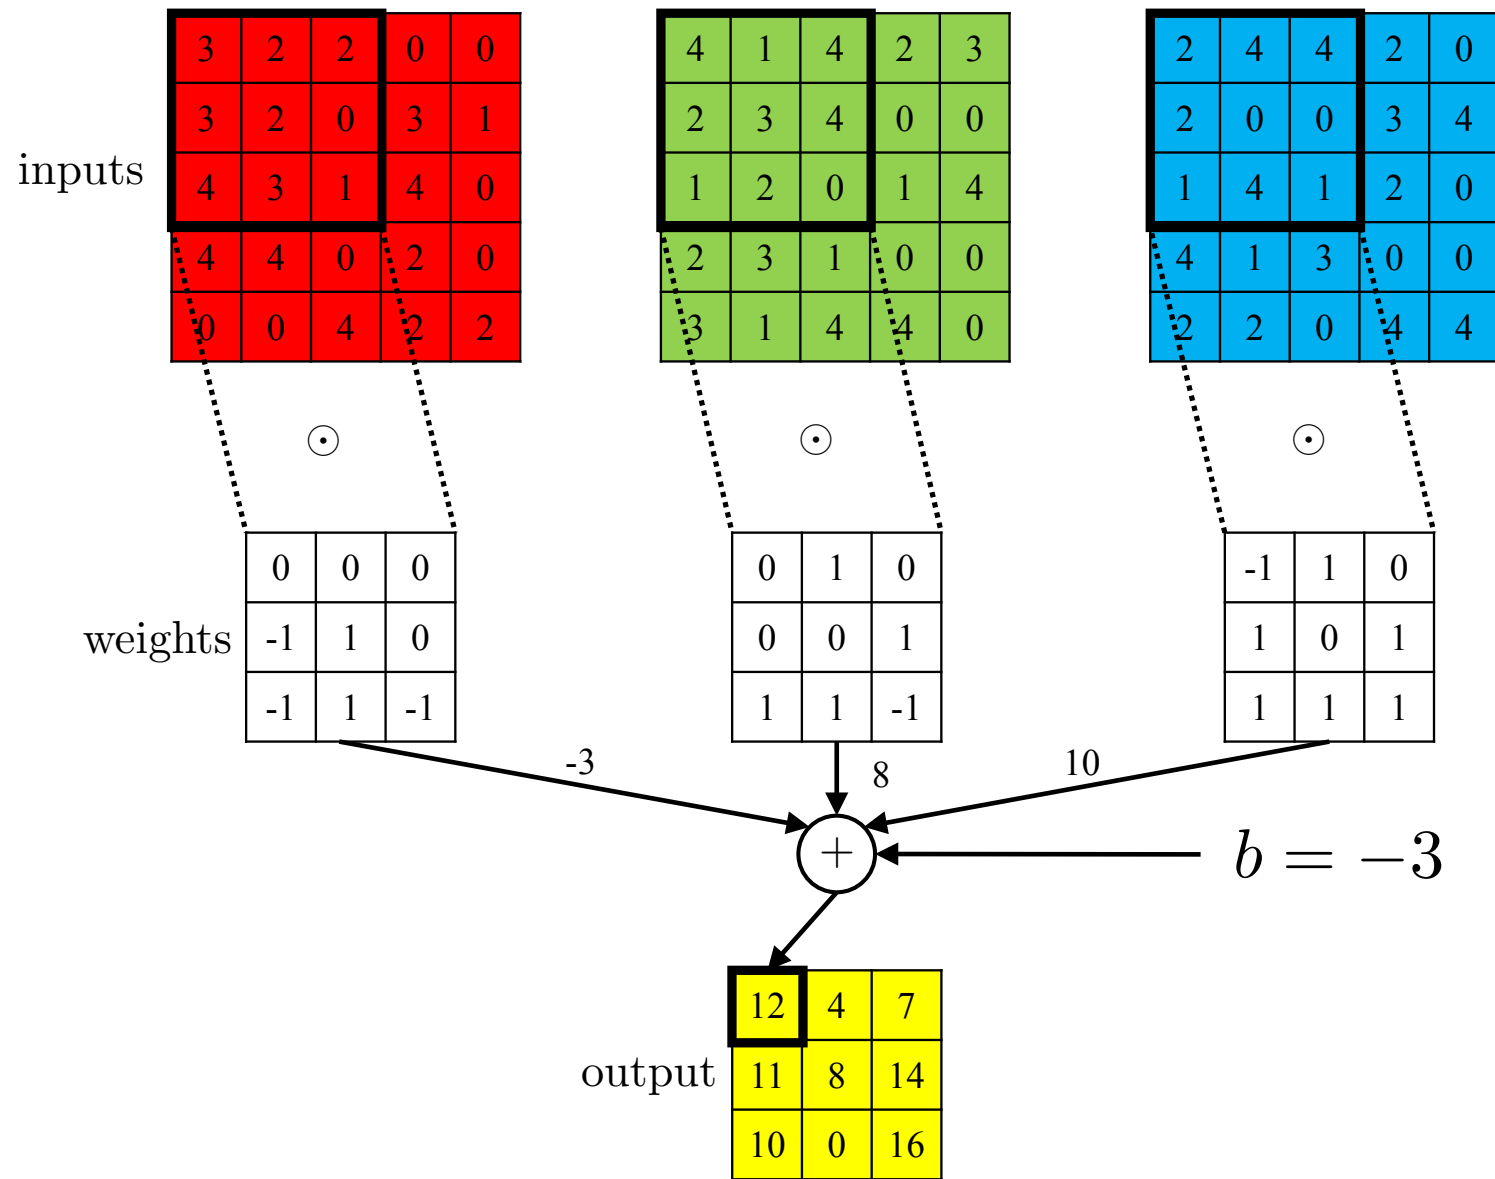 3 2 2 0 0 4 1 4 2 3 2 4 4 2 0
3 2 0 3 1 2 3 4 0 0 2 0 0 3 4
inputs 4 3 1 4 0 1 2 0 1 4 1 4 1 2 0
4 4 0 2 0 2 3 1 0 0 4 1 3 0 0
0 0 4 2 2 3 1 4 4 0 2 2 0 4 4
⊙ ⊙ ⊙
0 0 0 0 1 0 -1 1 0
weights -1 1 0 0 0 1 1 0 1
-1 1 -1 1 1 -1 1 1 1
-3 8 10
+ b = −3
12 4 7
output 11 8 14
10 0 16